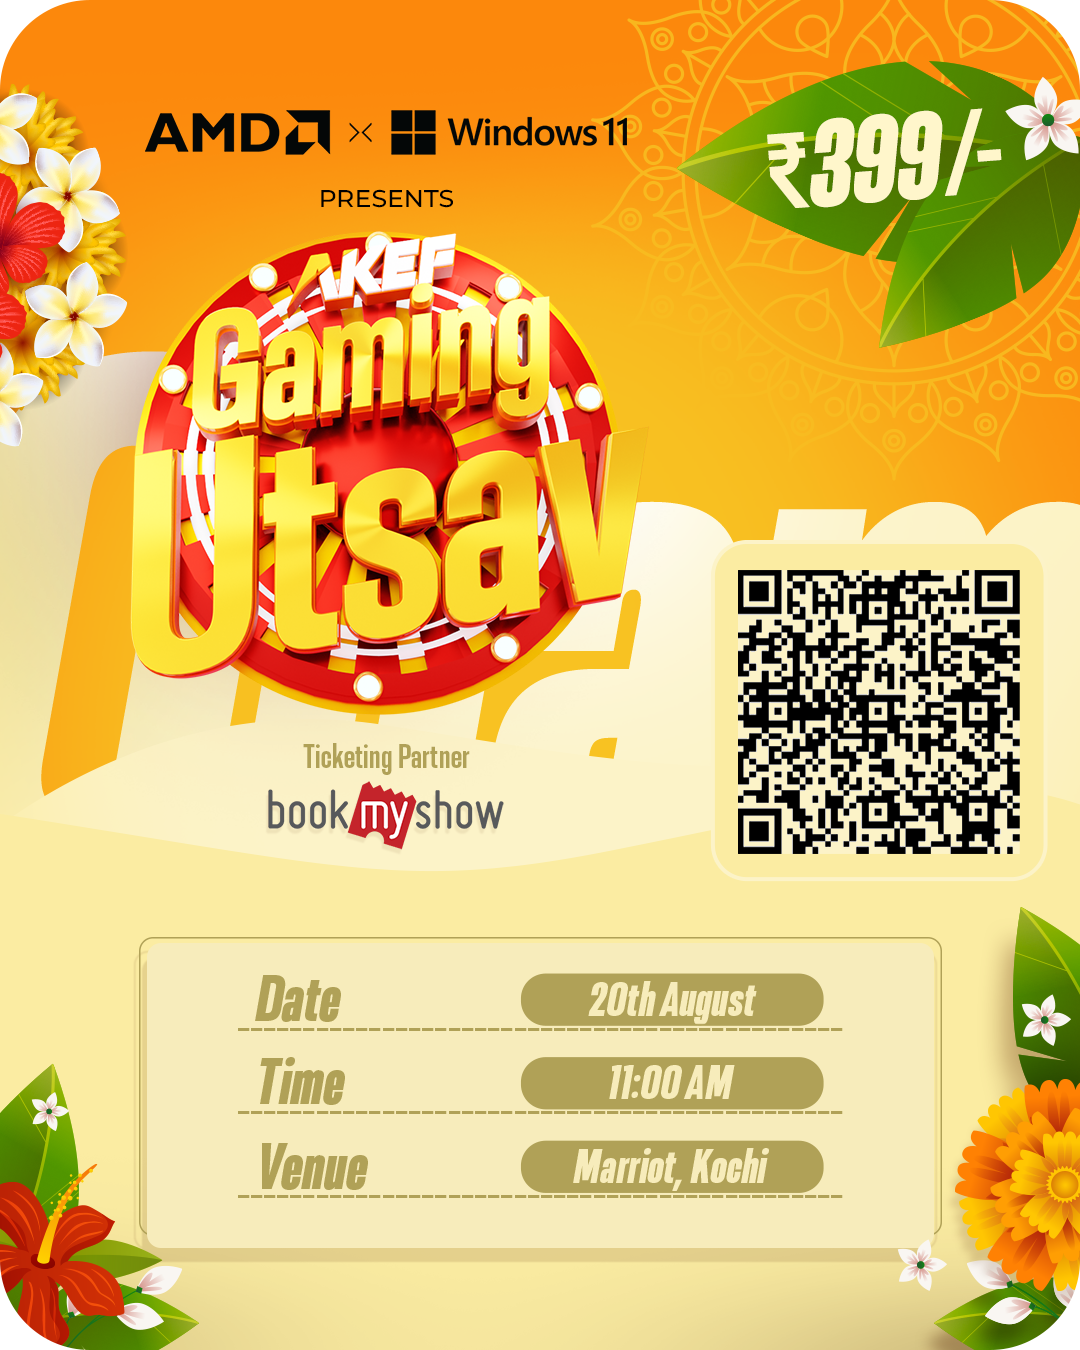 AMD × Windows 11
PRESENTS
₹399/-
AKEF
Gaming
Utsav
Ticketing Partner
bookmyshow
Date 20th August
Time 11:00 AM
Venue Marriot, Kochi